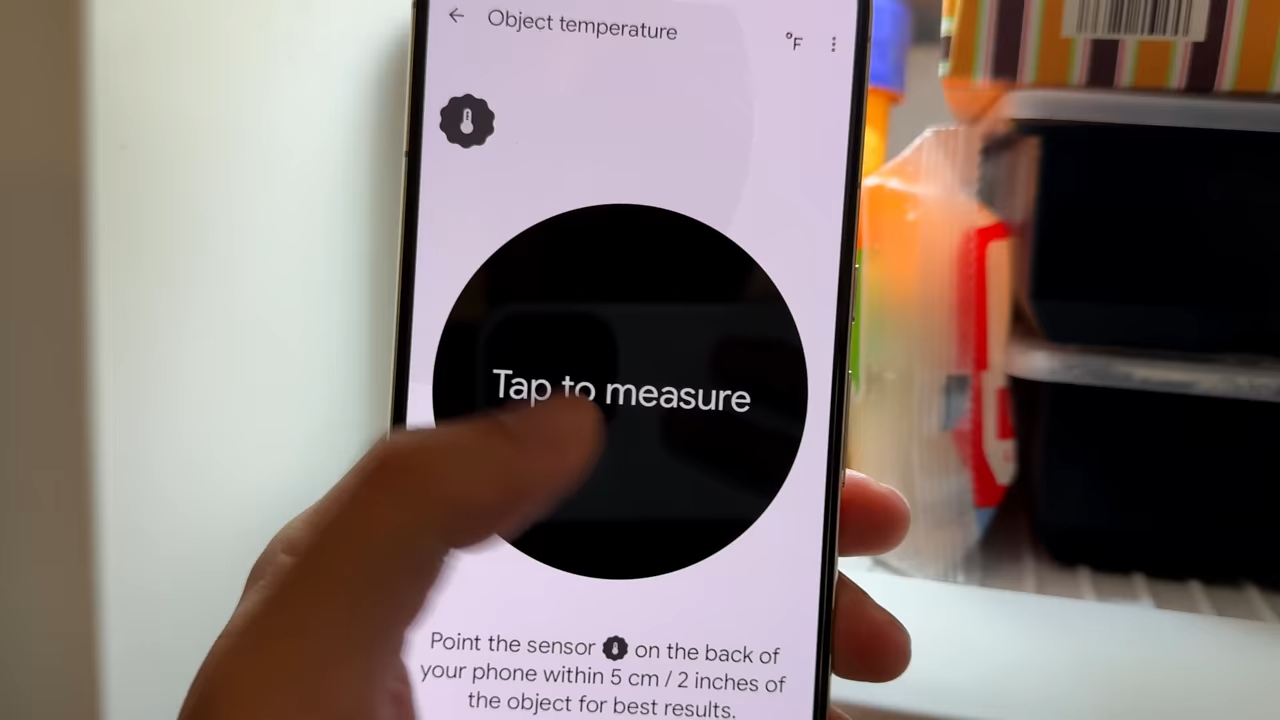 Object temperature
°F
Tap to measure
Point the sensor on the back of
your phone within 5 cm / 2 inches of
the object for best results.